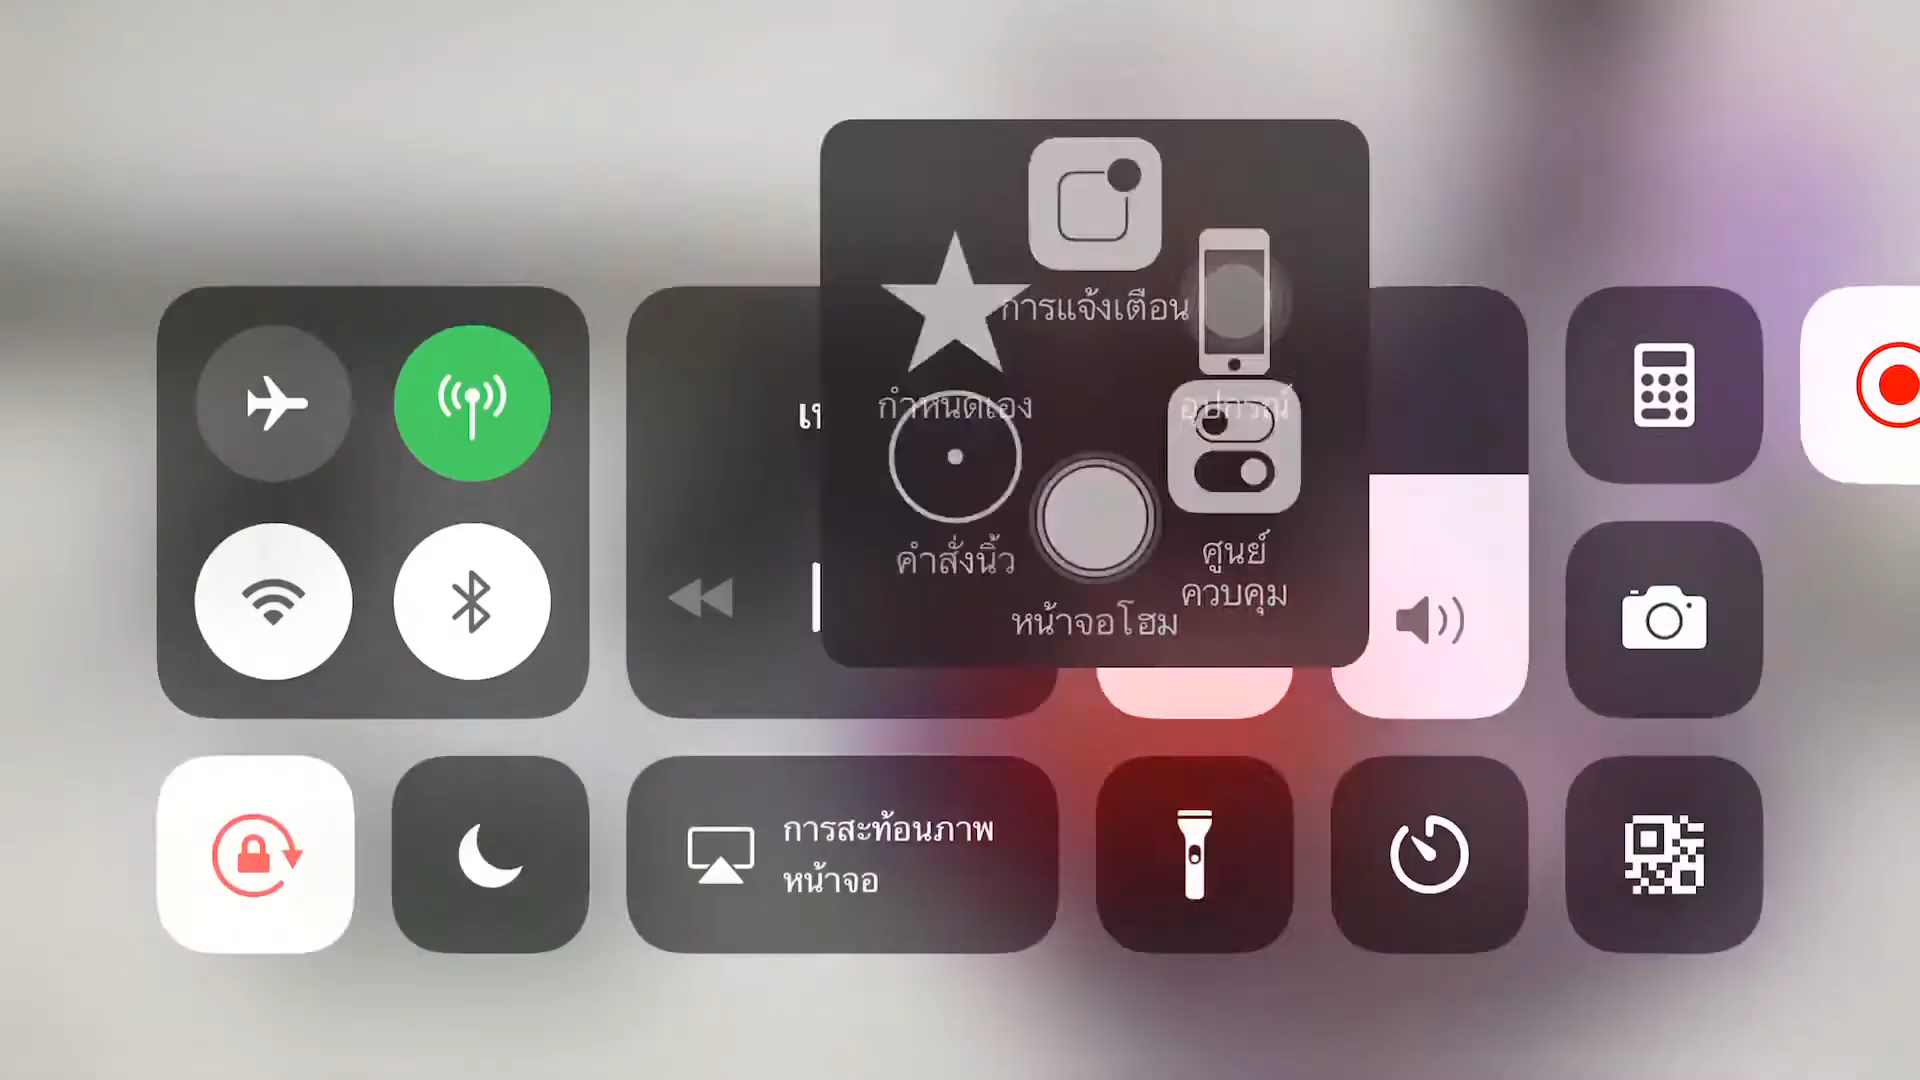 การแจ้งเตือน
กำหนดเอง
อุปกรณ์
คำสั่งนิ้ว
ศูนย์
ควบคุม
หน้าจอโฮม
การสะท้อนภาพ
หน้าจอ